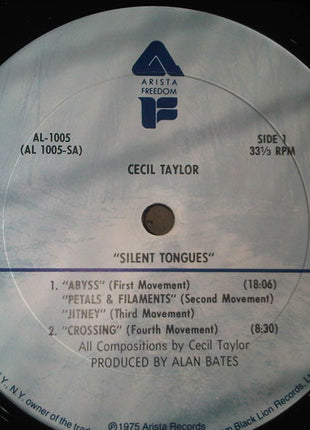 ARISTA
FREEDOM
AL-1005
(AL 1005-SA)
SIDE 1
33⅓ RPM
CECIL TAYLOR
"SILENT TONGUES"
1. "ABYSS" (First Movement) (18:06)
"PETALS & FILAMENTS" (Second Movement)
"JITNEY" (Third Movement)
2. "CROSSING" (Fourth Movement) (8:30)
All Compositions by Cecil Taylor
PRODUCED BY ALAN BATES
N.Y. owner of the
℗1975 Arista Records
Black Lion Records,